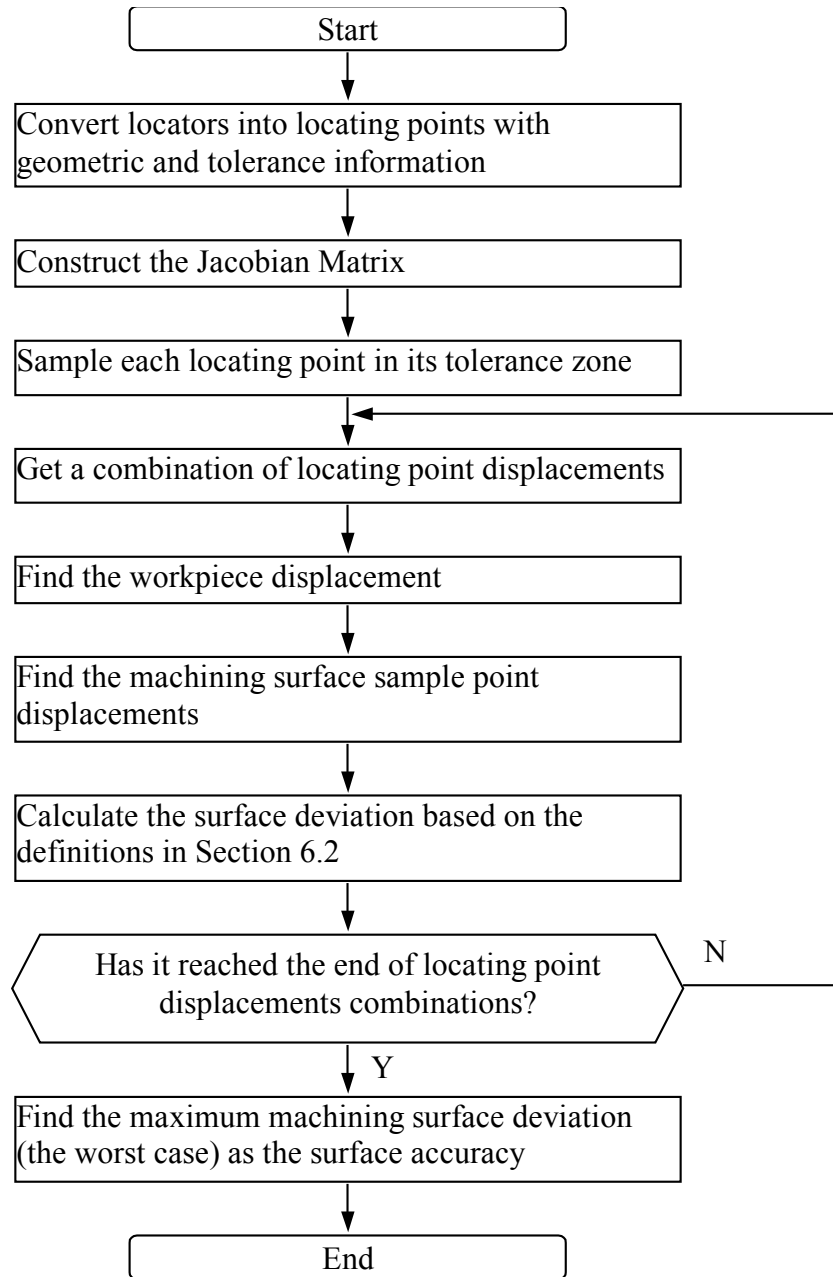 Start
Convert locators into locating points with
geometric and tolerance information
Construct the Jacobian Matrix
Sample each locating point in its tolerance zone
Get a combination of locating point displacements
Find the workpiece displacement
Find the machining surface sample point
displacements
Calculate the surface deviation based on the
definitions in Section 6.2
Has it reached the end of locating point
displacements combinations?
N
Y
Find the maximum machining surface deviation
(the worst case) as the surface accuracy
End